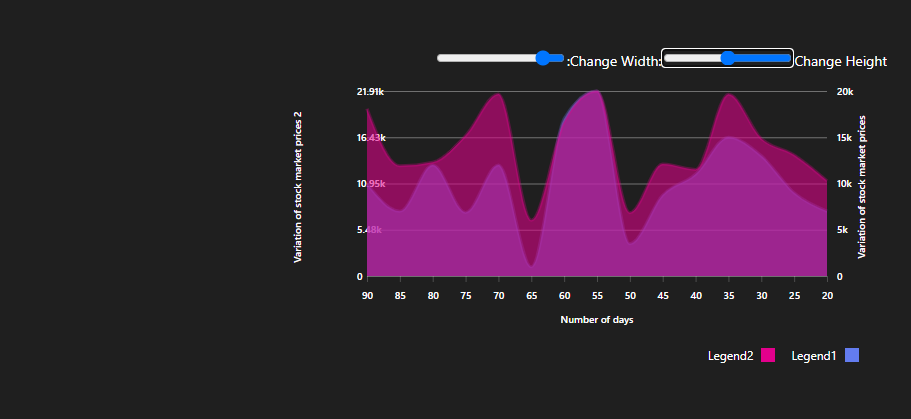 :Change Width: Change Height
21.91k 20k
16.43k 15k
10.95k 10k
5.48k 5k
0 0
Variation of stock market prices 2
Variation of stock market prices
90 85 80 75 70 65 60 55 50 45 40 35 30 25 20
Number of days
Legend2 Legend1